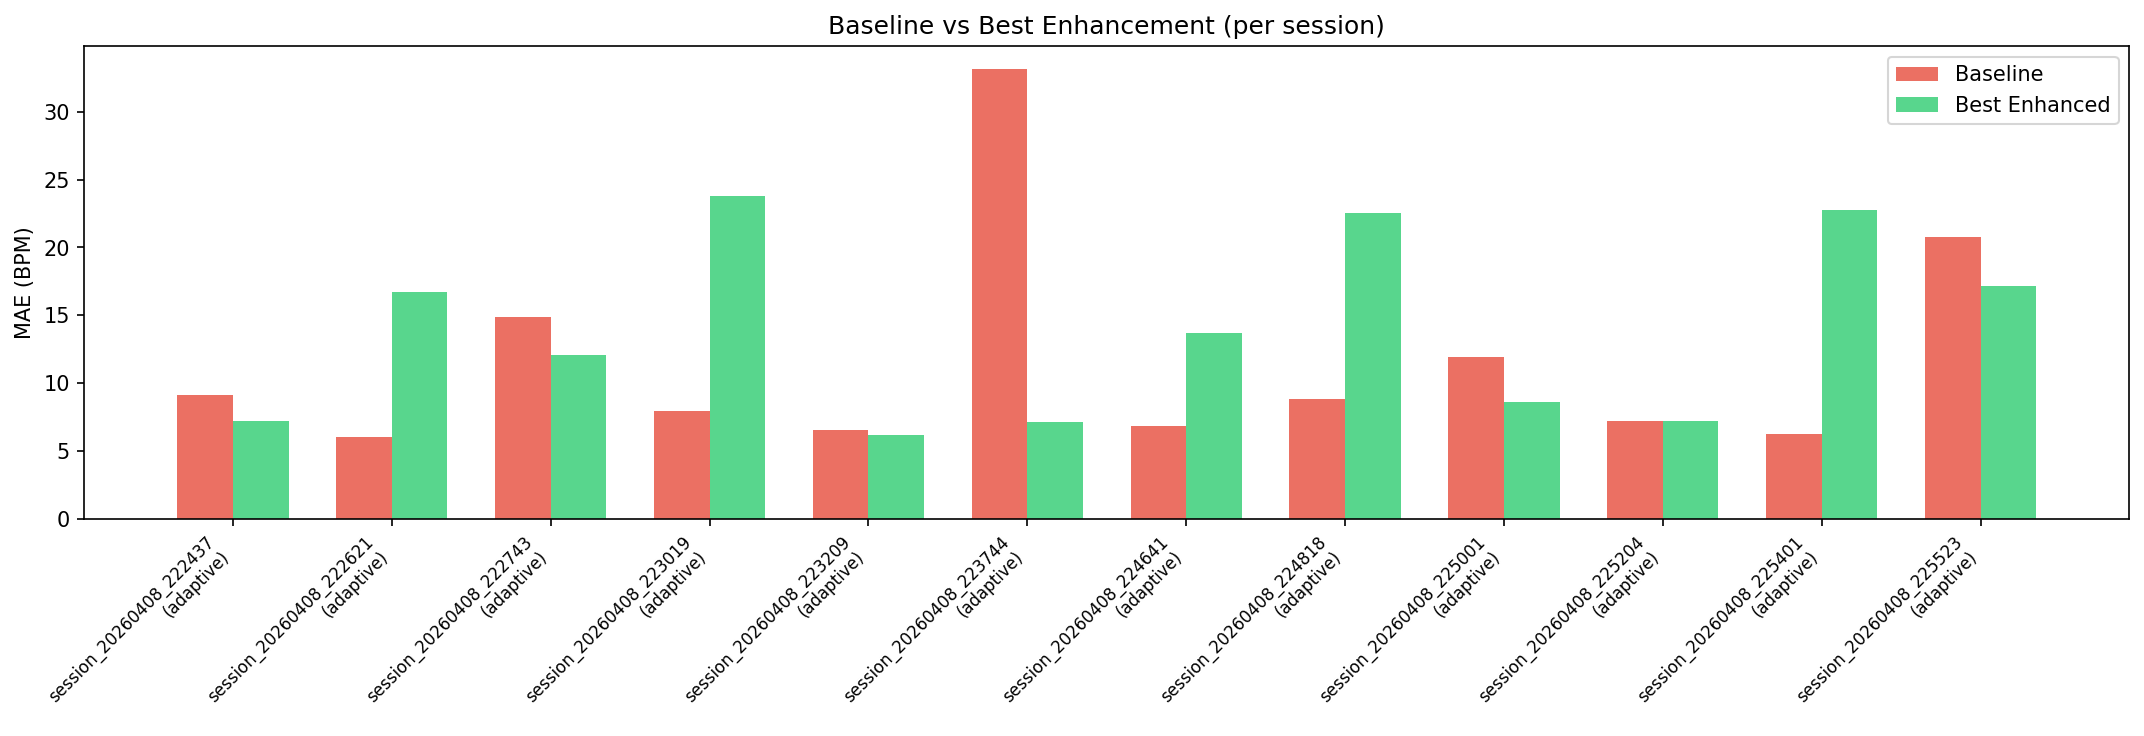 Baseline vs Best Enhancement (per session)
Baseline
Best Enhanced
MAE (BPM)
30
25
20
15
10
5
0
session_20260408_222437
(adaptive)
session_20260408_222621
(adaptive)
session_20260408_222743
(adaptive)
session_20260408_223019
(adaptive)
session_20260408_223209
(adaptive)
session_20260408_223744
(adaptive)
session_20260408_224641
(adaptive)
session_20260408_224818
(adaptive)
session_20260408_225001
(adaptive)
session_20260408_225204
(adaptive)
session_20260408_225401
(adaptive)
session_20260408_225523
(adaptive)